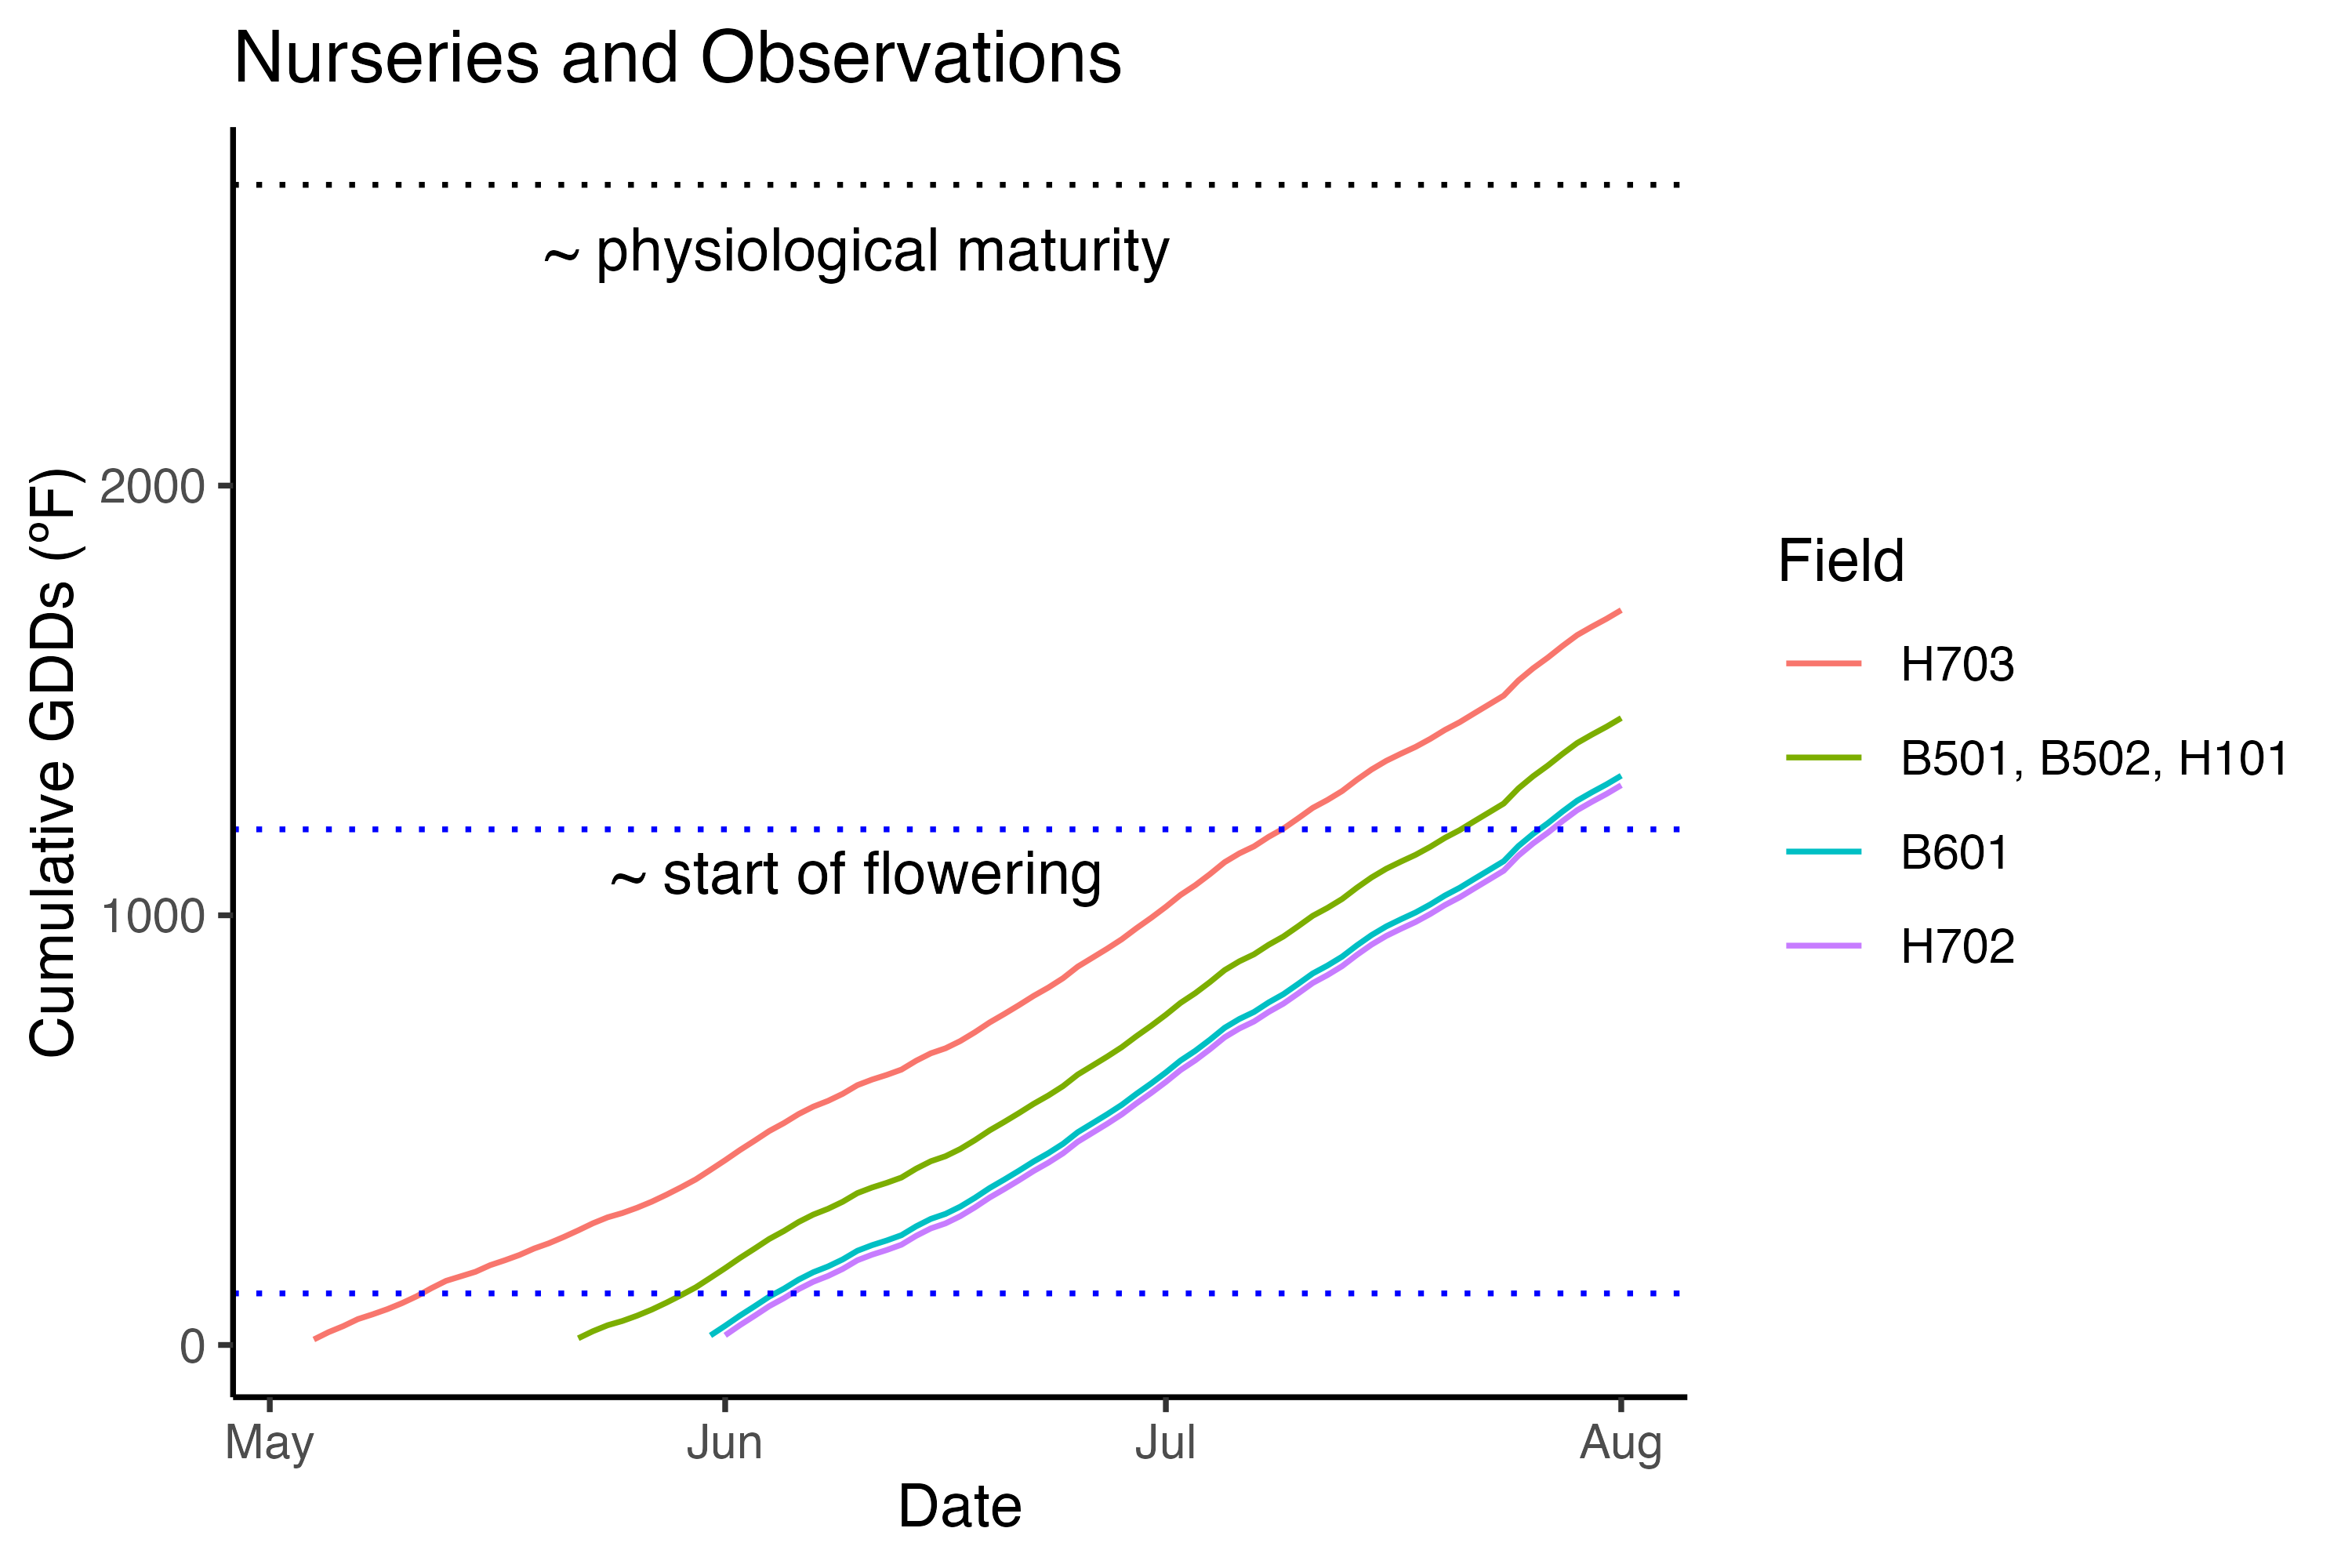 Nurseries and Observations
~ physiological maturity
2000
~ start of flowering
1000
0
Cumulative GDDs (ºF)
May Jun Jul Aug
Date
Field
H703
B501, B502, H101
B601
H702